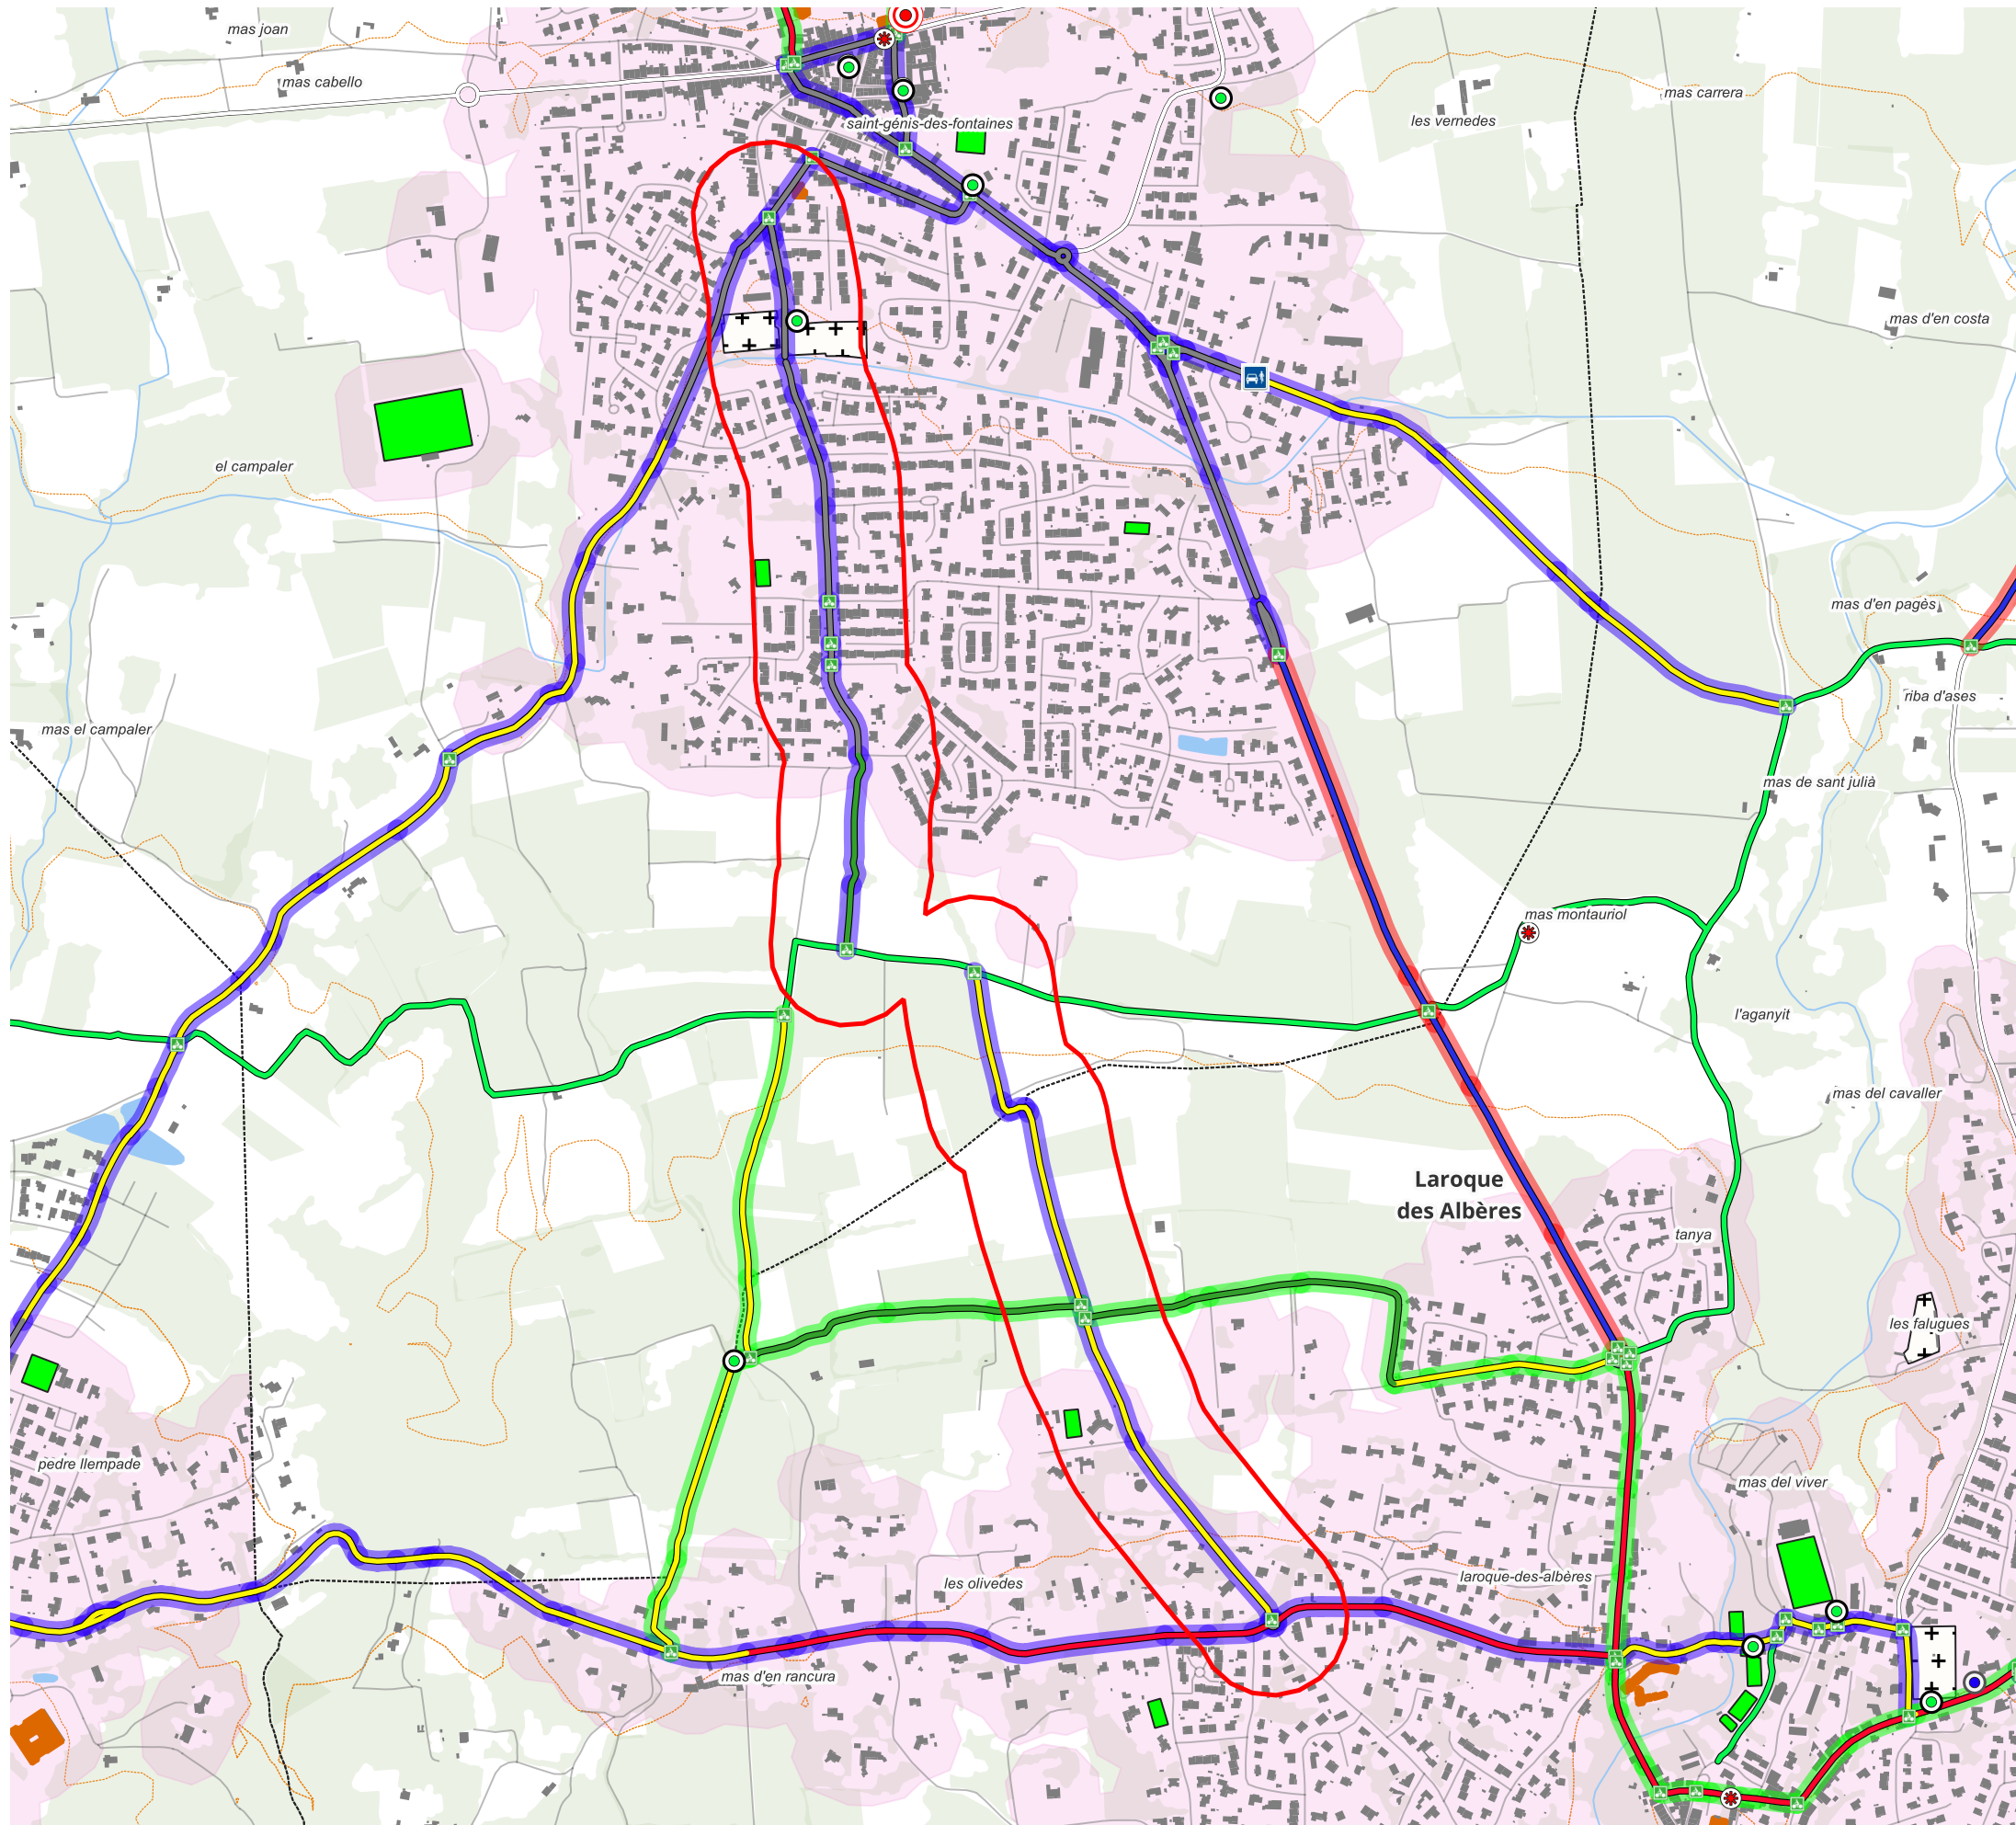 mas joan
mas cabello
mas carrera
les vernedes
saint-génis-des-fontaines
mas d'en costa
el campaler
mas d'en pagès
riba d'ases
mas el campaler
mas de sant julià
mas montauriol
l'aganyit
mas del cavaller
Laroque
des Albères
tanya
les falugues
pedre llempade
mas del viver
laroque-des-albères
les olivedes
mas d'en rancura